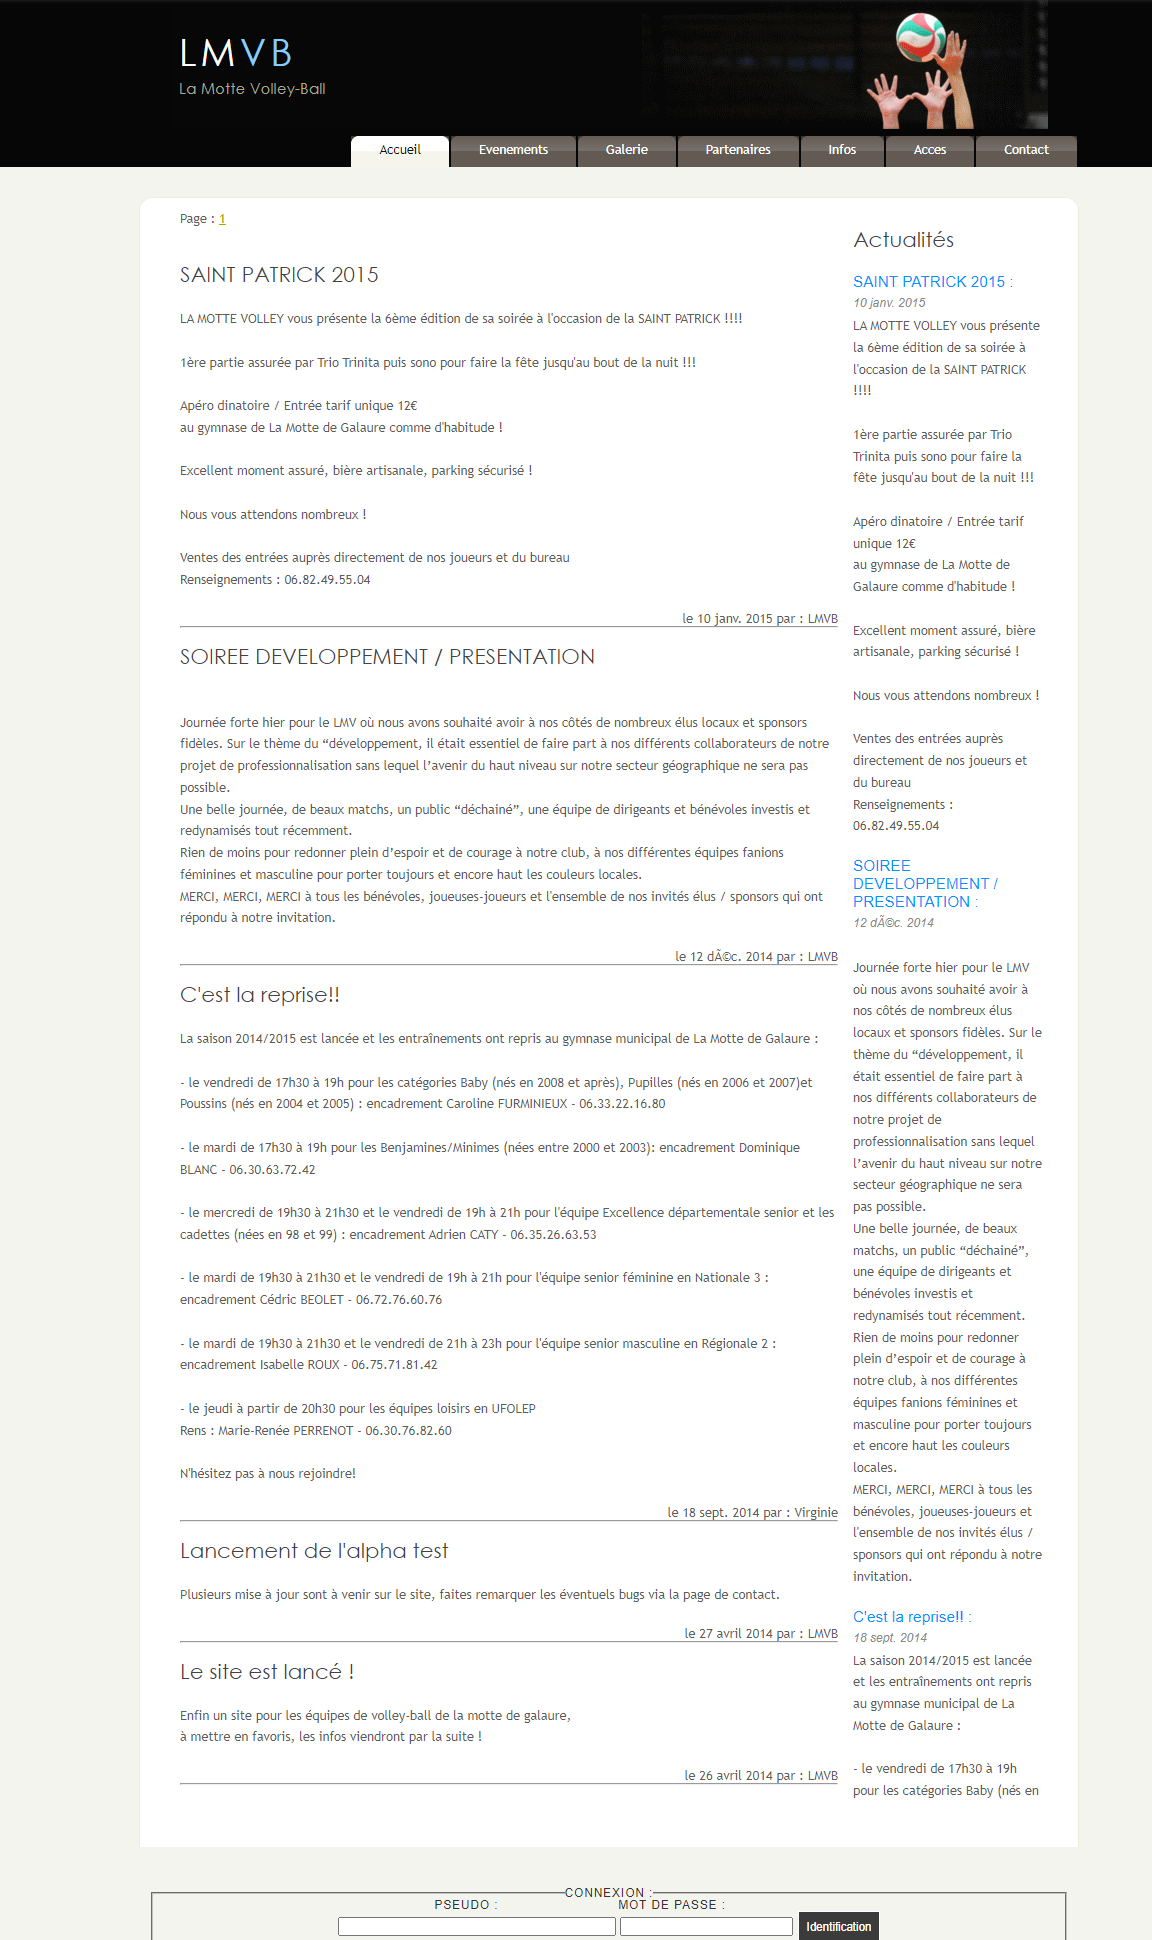 LMVB
La Motte Volley-Ball
Accueil Evenements Galerie Partenaires Infos Acces Contact
Page : 1
SAINT PATRICK 2015
LA MOTTE VOLLEY vous présente la 6ème édition de sa soirée à l'occasion de la SAINT PATRICK !!!!
1ère partie assurée par Trio Trinita puis sono pour faire la fête jusqu'au bout de la nuit !!!
Apéro dinatoire / Entrée tarif unique 12€
au gymnase de La Motte de Galaure comme d'habitude !
Excellent moment assuré, bière artisanale, parking sécurisé !
Nous vous attendons nombreux !
Ventes des entrées auprès directement de nos joueurs et du bureau
Renseignements : 06.82.49.55.04
le 10 janv. 2015 par : LMVB
SOIREE DEVELOPPEMENT / PRESENTATION
Journée forte hier pour le LMV où nous avons souhaité avoir à nos côtés de nombreux élus locaux et sponsors
fidèles. Sur le thème du “développement, il était essentiel de faire part à nos différents collaborateurs de notre
projet de professionnalisation sans lequel l’avenir du haut niveau sur notre secteur géographique ne sera pas
possible.
Une belle journée, de beaux matchs, un public “déchainé”, une équipe de dirigeants et bénévoles investis et
redynamisés tout récemment.
Rien de moins pour redonner plein d’espoir et de courage à notre club, à nos différentes équipes fanions
féminines et masculine pour porter toujours et encore haut les couleurs locales.
MERCI, MERCI, MERCI à tous les bénévoles, joueuses-joueurs et l'ensemble de nos invités élus / sponsors qui ont
répondu à notre invitation.
le 12 dÃ©c. 2014 par : LMVB
C'est la reprise!!
La saison 2014/2015 est lancée et les entraînements ont repris au gymnase municipal de La Motte de Galaure :
- le vendredi de 17h30 à 19h pour les catégories Baby (nés en 2008 et après), Pupilles (nés en 2006 et 2007)et
Poussins (nés en 2004 et 2005) : encadrement Caroline FURMINIEUX - 06.33.22.16.80
- le mardi de 17h30 à 19h pour les Benjamines/Minimes (nées entre 2000 et 2003): encadrement Dominique
BLANC - 06.30.63.72.42
- le mercredi de 19h30 à 21h30 et le vendredi de 19h à 21h pour l'équipe Excellence départementale senior et les
cadettes (nées en 98 et 99) : encadrement Adrien CATY - 06.35.26.63.53
- le mardi de 19h30 à 21h30 et le vendredi de 19h à 21h pour l'équipe senior féminine en Nationale 3 :
encadrement Cédric BEOLET - 06.72.76.60.76
- le mardi de 19h30 à 21h30 et le vendredi de 21h à 23h pour l'équipe senior masculine en Régionale 2 :
encadrement Isabelle ROUX - 06.75.71.81.42
- le jeudi à partir de 20h30 pour les équipes loisirs en UFOLEP
Rens : Marie-Renée PERRENOT - 06.30.76.82.60
N'hésitez pas à nous rejoindre!
le 18 sept. 2014 par : Virginie
Lancement de l'alpha test
Plusieurs mise à jour sont à venir sur le site, faites remarquer les éventuels bugs via la page de contact.
le 27 avril 2014 par : LMVB
Le site est lancé !
Enfin un site pour les équipes de volley-ball de la motte de galaure,
à mettre en favoris, les infos viendront par la suite !
le 26 avril 2014 par : LMVB
Actualités
SAINT PATRICK 2015 :
10 janv. 2015
LA MOTTE VOLLEY vous présente
la 6ème édition de sa soirée à
l'occasion de la SAINT PATRICK
!!!!
1ère partie assurée par Trio
Trinita puis sono pour faire la
fête jusqu'au bout de la nuit !!!
Apéro dinatoire / Entrée tarif
unique 12€
au gymnase de La Motte de
Galaure comme d'habitude !
Excellent moment assuré, bière
artisanale, parking sécurisé !
Nous vous attendons nombreux !
Ventes des entrées auprès
directement de nos joueurs et
du bureau
Renseignements :
06.82.49.55.04
SOIREE
DEVELOPPEMENT /
PRESENTATION :
12 dÃ©c. 2014
Journée forte hier pour le LMV
où nous avons souhaité avoir à
nos côtés de nombreux élus
locaux et sponsors fidèles. Sur le
thème du “développement, il
était essentiel de faire part à
nos différents collaborateurs de
notre projet de
professionnalisation sans lequel
l’avenir du haut niveau sur notre
secteur géographique ne sera
pas possible.
Une belle journée, de beaux
matchs, un public “déchainé”,
une équipe de dirigeants et
bénévoles investis et
redynamisés tout récemment.
Rien de moins pour redonner
plein d’espoir et de courage à
notre club, à nos différentes
équipes fanions féminines et
masculine pour porter toujours
et encore haut les couleurs
locales.
MERCI, MERCI, MERCI à tous les
bénévoles, joueuses-joueurs et
l'ensemble de nos invités élus /
sponsors qui ont répondu à notre
invitation.
C'est la reprise!! :
18 sept. 2014
La saison 2014/2015 est lancée
et les entraînements ont repris
au gymnase municipal de La
Motte de Galaure :
- le vendredi de 17h30 à 19h
pour les catégories Baby (nés en
CONNEXION :
PSEUDO : MOT DE PASSE :
Identification